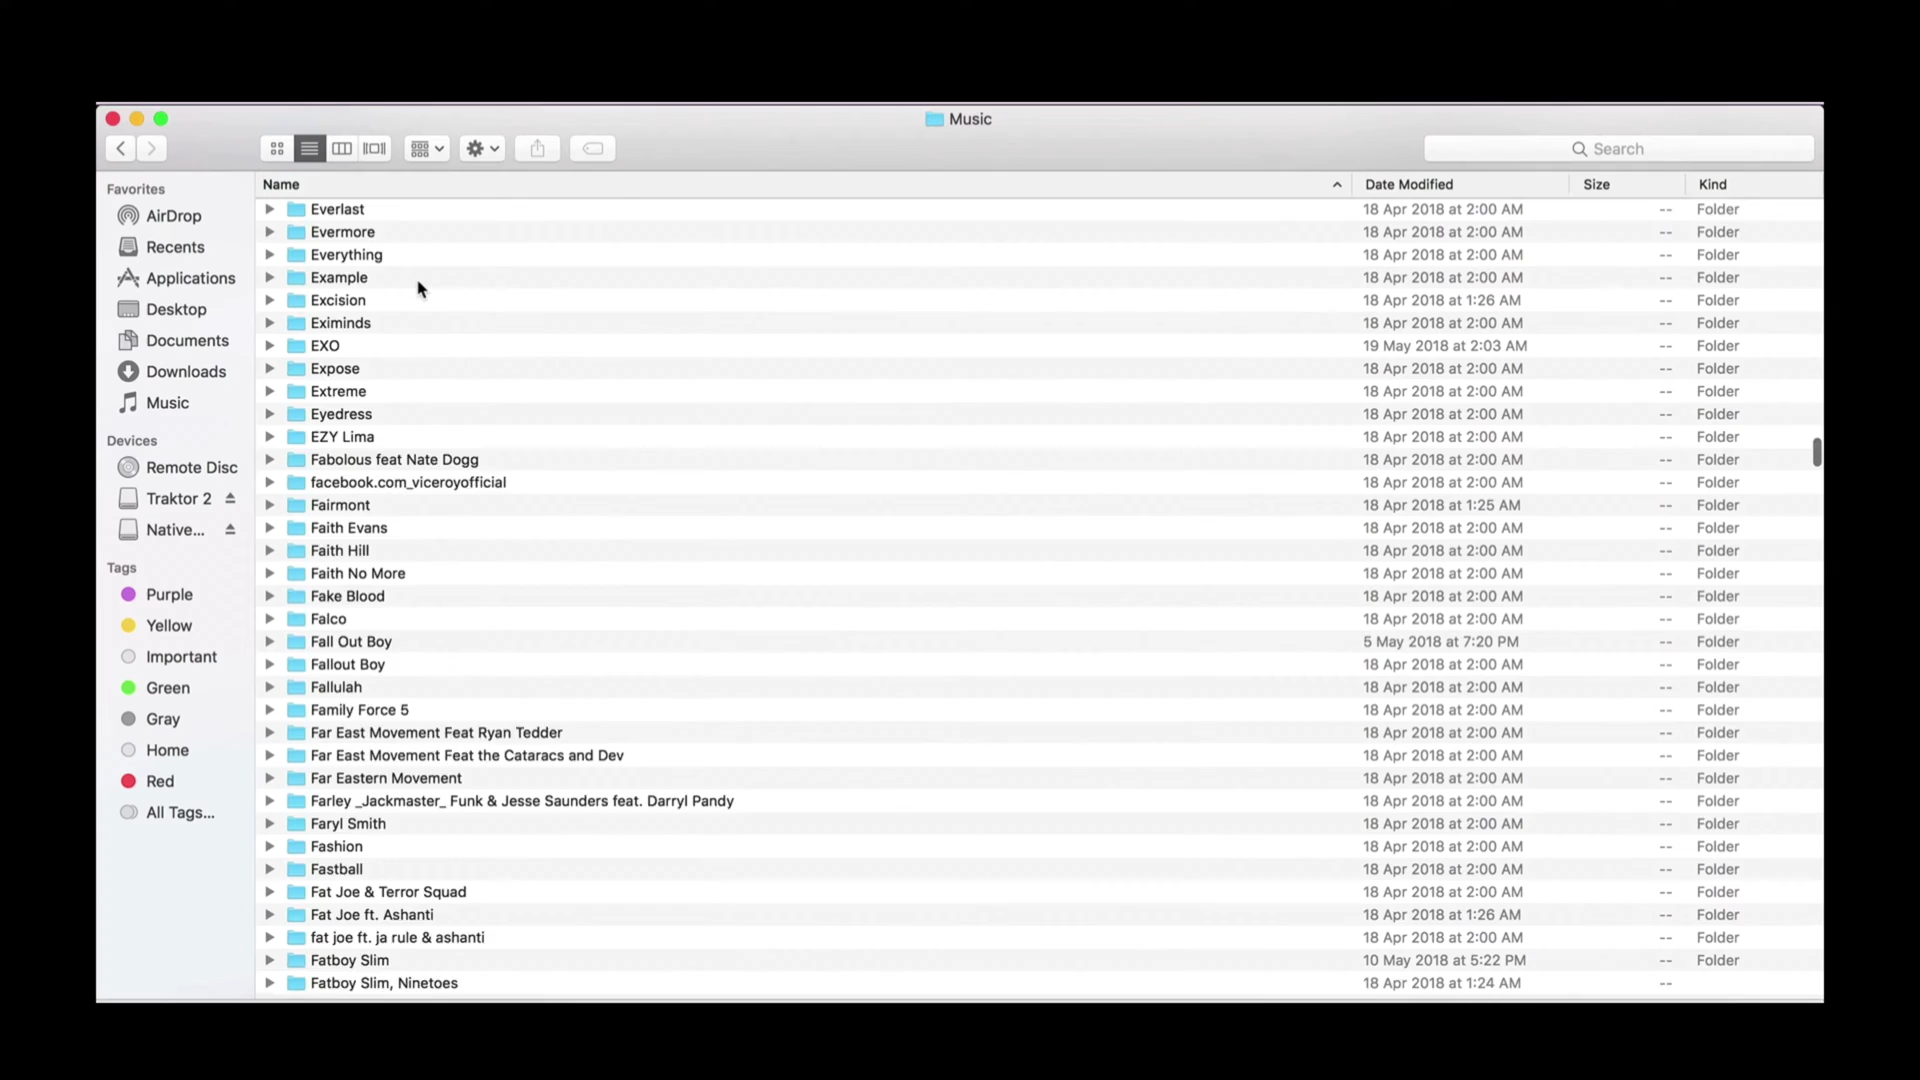 Music
Search
Favorites
AirDrop
Recents
Applications
Desktop
Documents
Downloads
Music
Devices
Remote Disc
Traktor 2
Native...
Tags
Purple
Yellow
Important
Green
Gray
Home
Red
All Tags...
Name Date Modified Size Kind
Everlast 18 Apr 2018 at 2:00 AM -- Folder
Evermore 18 Apr 2018 at 2:00 AM -- Folder
Everything 18 Apr 2018 at 2:00 AM -- Folder
Example 18 Apr 2018 at 2:00 AM -- Folder
Excision 18 Apr 2018 at 1:26 AM -- Folder
Eximinds 18 Apr 2018 at 2:00 AM -- Folder
EXO 19 May 2018 at 2:03 AM -- Folder
Expose 18 Apr 2018 at 2:00 AM -- Folder
Extreme 18 Apr 2018 at 2:00 AM -- Folder
Eyedress 18 Apr 2018 at 2:00 AM -- Folder
EZY Lima 18 Apr 2018 at 2:00 AM -- Folder
Fabolous feat Nate Dogg 18 Apr 2018 at 2:00 AM -- Folder
facebook.com_viceroyofficial 18 Apr 2018 at 2:00 AM -- Folder
Fairmont 18 Apr 2018 at 1:25 AM -- Folder
Faith Evans 18 Apr 2018 at 2:00 AM -- Folder
Faith Hill 18 Apr 2018 at 2:00 AM -- Folder
Faith No More 18 Apr 2018 at 2:00 AM -- Folder
Fake Blood 18 Apr 2018 at 2:00 AM -- Folder
Falco 18 Apr 2018 at 2:00 AM -- Folder
Fall Out Boy 5 May 2018 at 7:20 PM -- Folder
Fallout Boy 18 Apr 2018 at 2:00 AM -- Folder
Fallulah 18 Apr 2018 at 2:00 AM -- Folder
Family Force 5 18 Apr 2018 at 2:00 AM -- Folder
Far East Movement Feat Ryan Tedder 18 Apr 2018 at 2:00 AM -- Folder
Far East Movement Feat the Cataracs and Dev 18 Apr 2018 at 2:00 AM -- Folder
Far Eastern Movement 18 Apr 2018 at 2:00 AM -- Folder
Farley _Jackmaster_ Funk & Jesse Saunders feat. Darryl Pandy 18 Apr 2018 at 2:00 AM -- Folder
Faryl Smith 18 Apr 2018 at 2:00 AM -- Folder
Fashion 18 Apr 2018 at 2:00 AM -- Folder
Fastball 18 Apr 2018 at 2:00 AM -- Folder
Fat Joe & Terror Squad 18 Apr 2018 at 2:00 AM -- Folder
Fat Joe ft. Ashanti 18 Apr 2018 at 1:26 AM -- Folder
fat joe ft. ja rule & ashanti 18 Apr 2018 at 2:00 AM -- Folder
Fatboy Slim 10 May 2018 at 5:22 PM -- Folder
Fatboy Slim, Ninetoes 18 Apr 2018 at 1:24 AM --